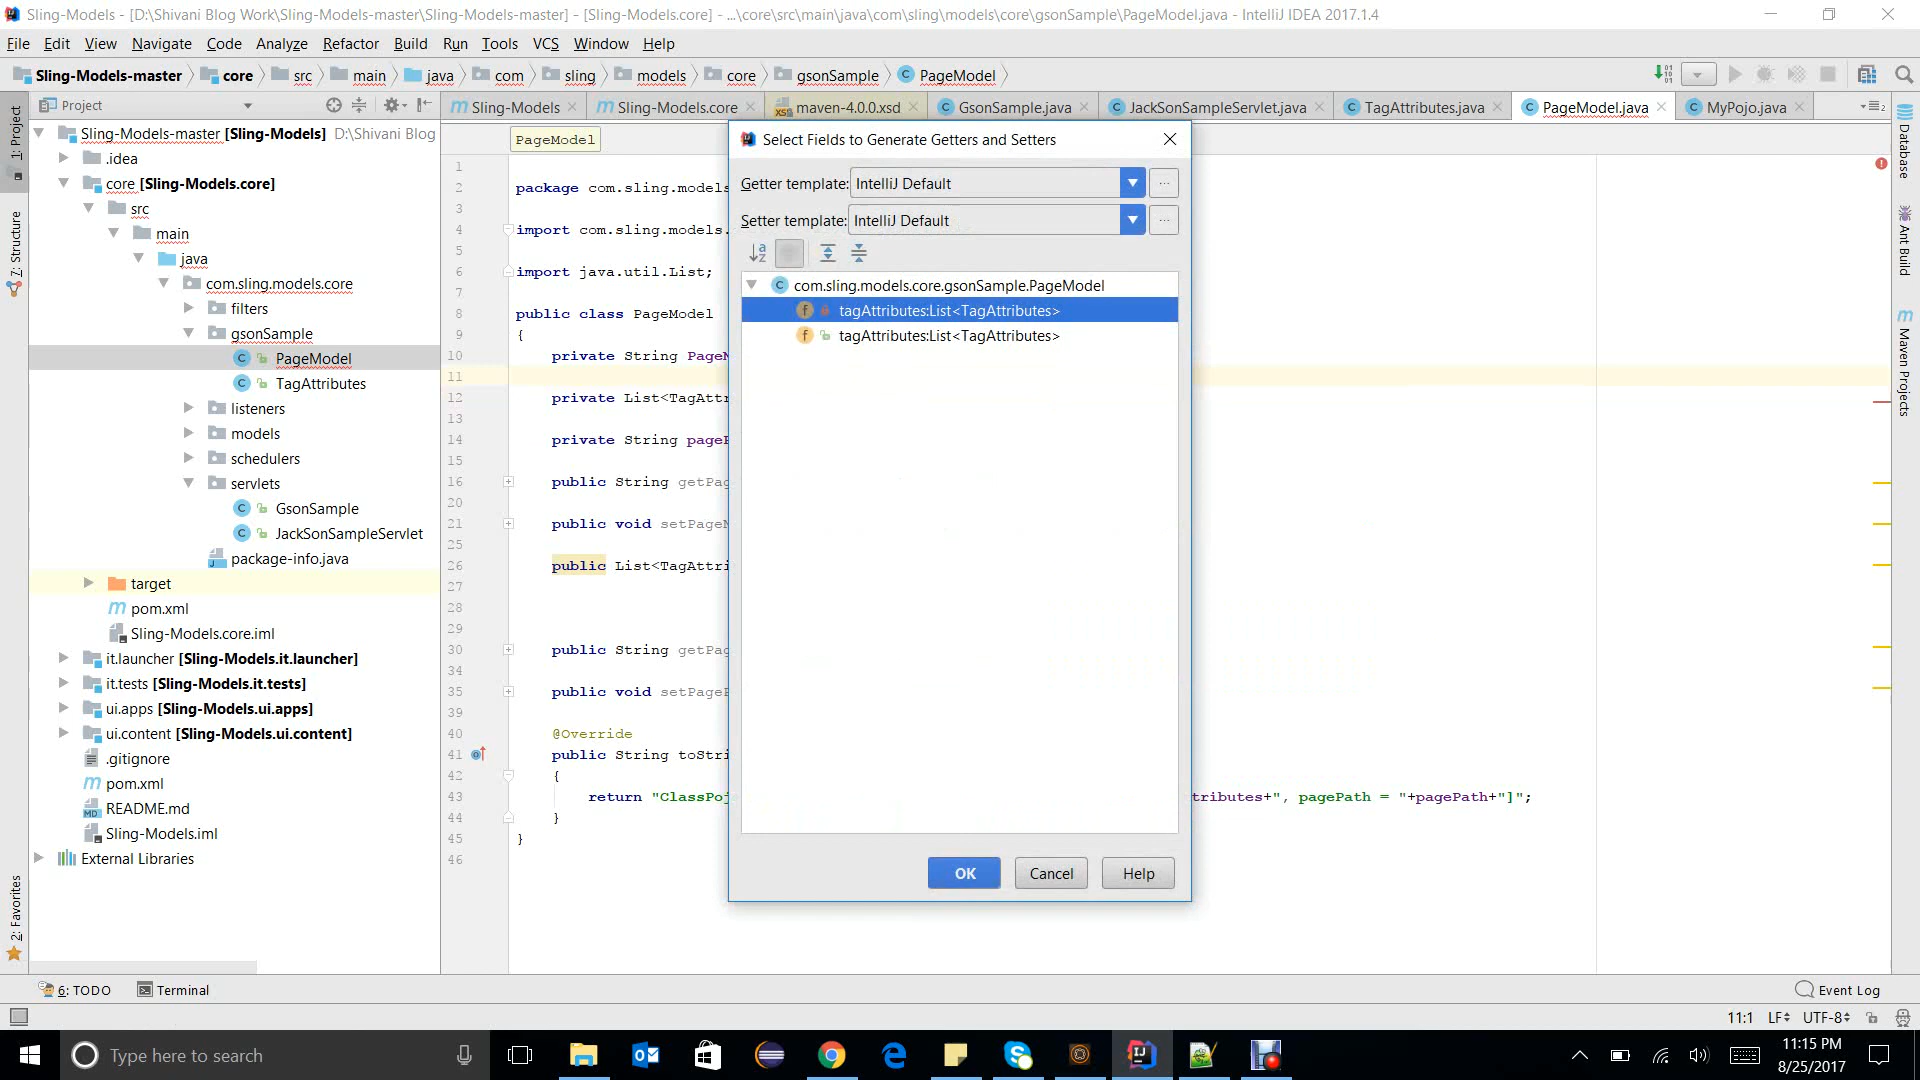 Sling-Models - [D:\Shivani Blog Work\Sling-Models-master\Sling-Models-master] - [Sling-Models.core] - ...\core\src\main\java\com\sling\models\core\gsonSample\PageModel.java - IntelliJ IDEA 2017.1.4
File Edit View Navigate Code Analyze Refactor Build Run Tools VCS Window Help
Sling-Models-master core src main java com sling models core gsonSample PageModel
Project
Sling-Models Sling-Models.core maven-4.0.0.xsd GsonSample.java JackSonSampleServlet.java TagAttributes.java PageModel.java MyPojo.java
1: Project
7: Structure
2: Favorites
Sling-Models-master [Sling-Models] D:\Shivani Blog
.idea
core [Sling-Models.core]
src
main
java
com.sling.models.core
filters
gsonSample
PageModel
TagAttributes
listeners
models
schedulers
servlets
GsonSample
JackSonSampleServlet
package-info.java
target
pom.xml
Sling-Models.core.iml
it.launcher [Sling-Models.it.launcher]
it.tests [Sling-Models.it.tests]
ui.apps [Sling-Models.ui.apps]
ui.content [Sling-Models.ui.content]
.gitignore
pom.xml
README.md
Sling-Models.iml
External Libraries
PageModel
1
2 package com.sling.models
3
4 import com.sling.models.
5
6 import java.util.List;
7
8 public class PageModel
9 {
10 private String PageM
11
12 private List<TagAttr
13
14 private String pageP
15
16 public String getPag
20
21 public void setPageM
25
26 public List<TagAttri
27
28
29
30 public String getPag
34
35 public void setPageP
39
40 @Override
41 public String toStri
42 {
43 return "ClassPoj tributes+", pagePath = "+pagePath+"]";
44 }
45 }
46
Select Fields to Generate Getters and Setters
Getter template: IntelliJ Default ...
Setter template: IntelliJ Default ...
com.sling.models.core.gsonSample.PageModel
tagAttributes:List<TagAttributes>
tagAttributes:List<TagAttributes>
OK Cancel Help
Database
Ant Build
Maven Projects
6: TODO Terminal Event Log
11:1 LF UTF-8
Type here to search
11:15 PM
8/25/2017